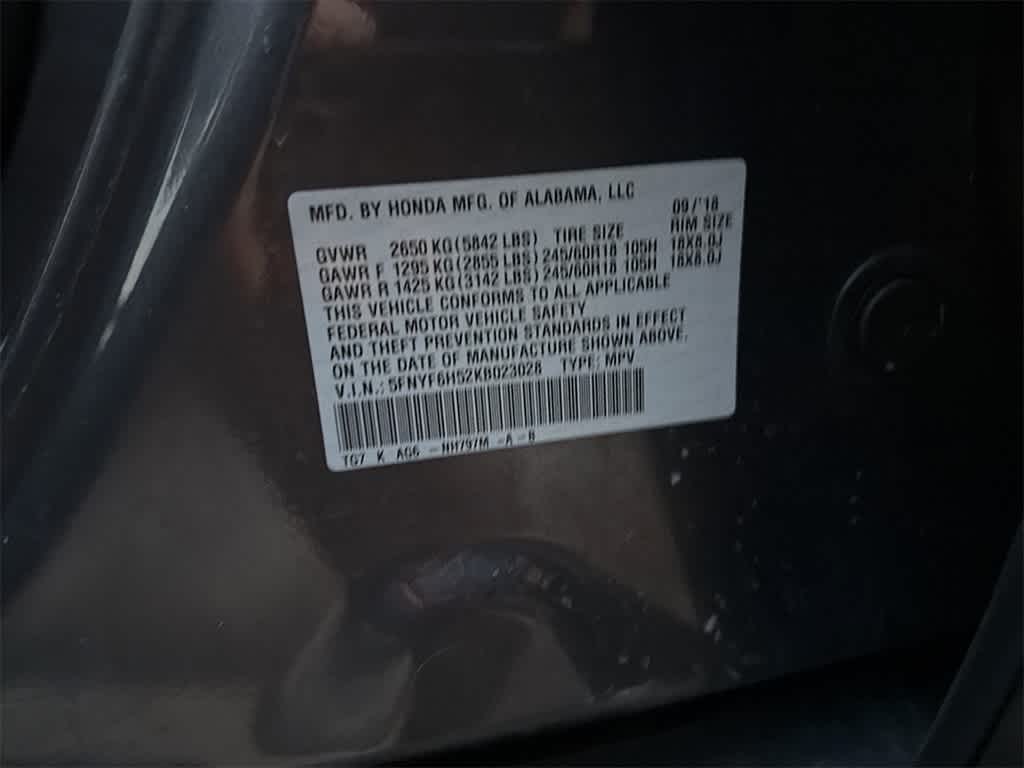 MFD. BY HONDA MFG. OF ALABAMA, LLC 09/'18
GVWR 2650 KG(5842 LBS) TIRE SIZE RIM SIZE
GAWR F 1295 KG(2855 LBS) 245/60R18 105H 18X8.0J
GAWR R 1425 KG(3142 LBS) 245/60R18 105H 18X8.0J
THIS VEHICLE CONFORMS TO ALL APPLICABLE
FEDERAL MOTOR VEHICLE SAFETY
AND THEFT PREVENTION STANDARDS IN EFFECT
ON THE DATE OF MANUFACTURE SHOWN ABOVE.
V.I.N.: 5FNYF6H52KB023028 TYPE: MPV
TG7 K AG6 -NH797M -A -B